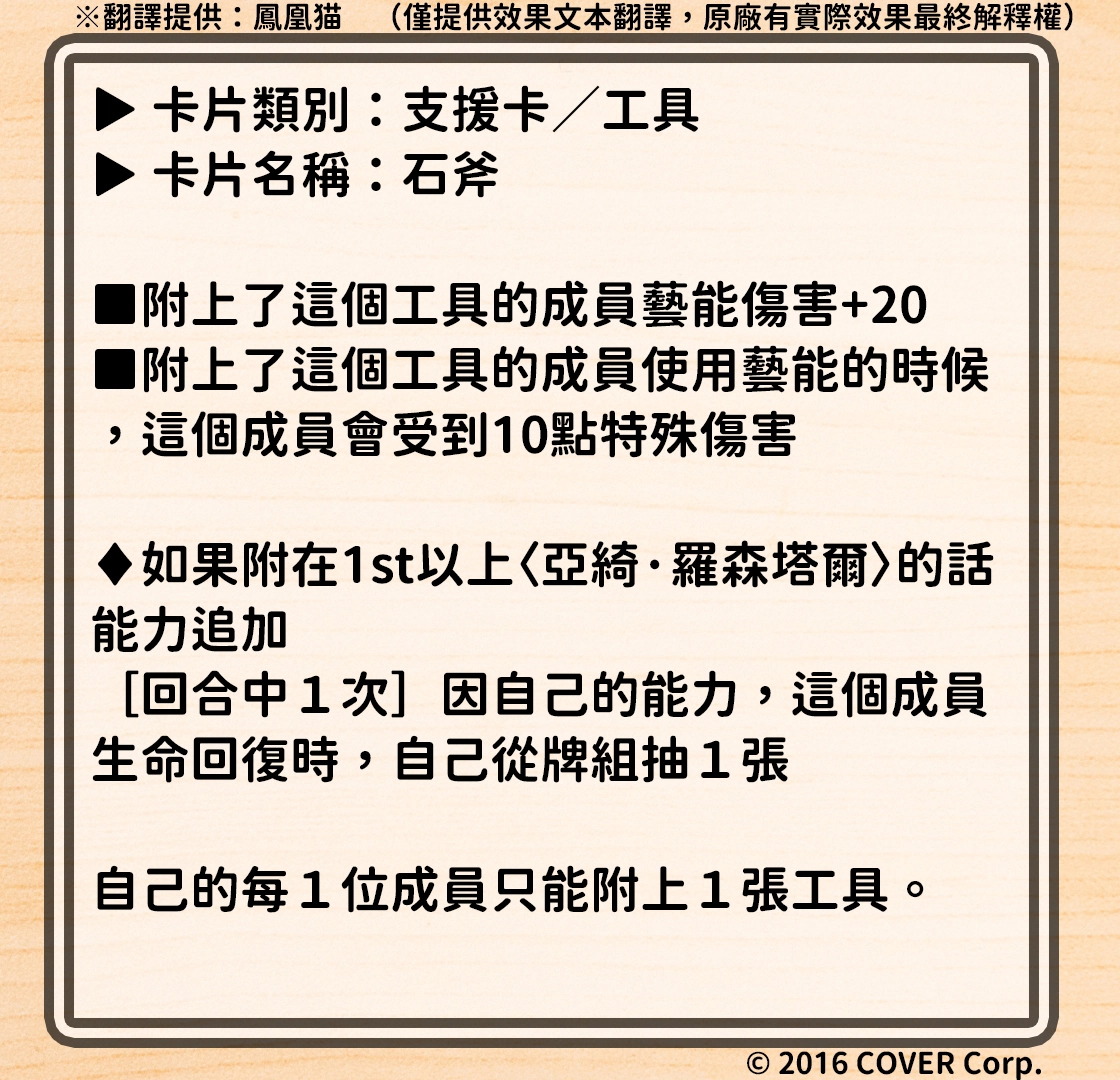 ※翻譯提供：鳳凰猫　（僅提供效果文本翻譯，原廠有實際效果最終解釋權）
▶ 卡片類別：支援卡／工具
▶ 卡片名稱：石斧
■附上了這個工具的成員藝能傷害+20
■附上了這個工具的成員使用藝能的時候
，這個成員會受到10點特殊傷害
♦如果附在1st以上〈亞綺·羅森塔爾〉的話
能力追加
［回合中１次］因自己的能力，這個成員
生命回復時，自己從牌組抽１張
自己的每１位成員只能附上１張工具。
© 2016 COVER Corp.